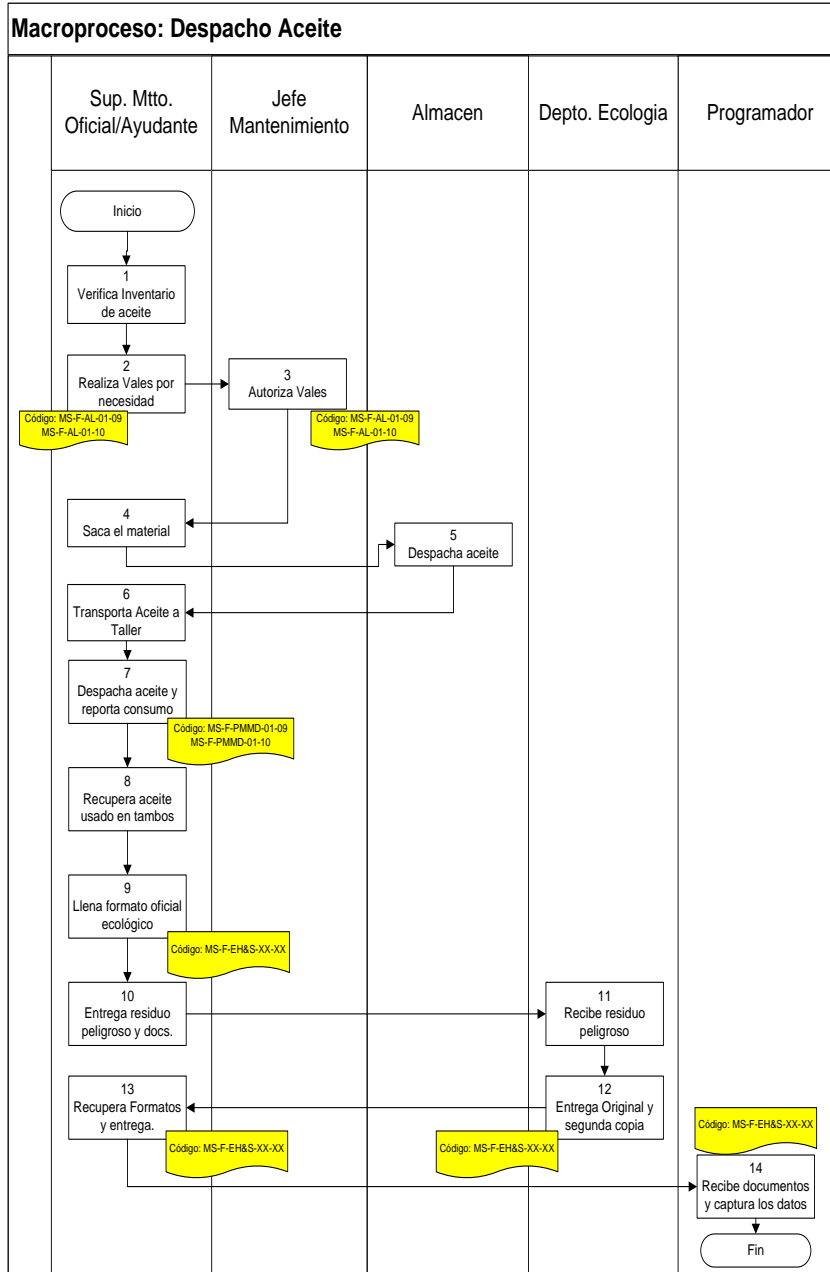 Macroproceso: Despacho Aceite
Sup. Mtto.
Oficial/Ayudante
Jefe
Mantenimiento
Almacen
Depto. Ecologia
Programador
Inicio
1
Verifica Inventario
de aceite
2
Realiza Vales por
necesidad
Código: MS-F-AL-01-09
MS-F-AL-01-10
3
Autoriza Vales
Código: MS-F-AL-01-09
MS-F-AL-01-10
4
Saca el material
5
Despacha aceite
6
Transporta Aceite a
Taller
7
Despacha aceite y
reporta consumo
Código: MS-F-PMMD-01-09
MS-F-PMMD-01-10
8
Recupera aceite
usado en tambos
9
Llena formato oficial
ecológico
Código: MS-F-EH&S-XX-XX
10
Entrega residuo
peligroso y docs.
11
Recibe residuo
peligroso
12
Entrega Original y
segunda copia
Código: MS-F-EH&S-XX-XX
13
Recupera Formatos
y entrega.
Código: MS-F-EH&S-XX-XX
Código: MS-F-EH&S-XX-XX
14
Recibe documentos
y captura los datos
Fin